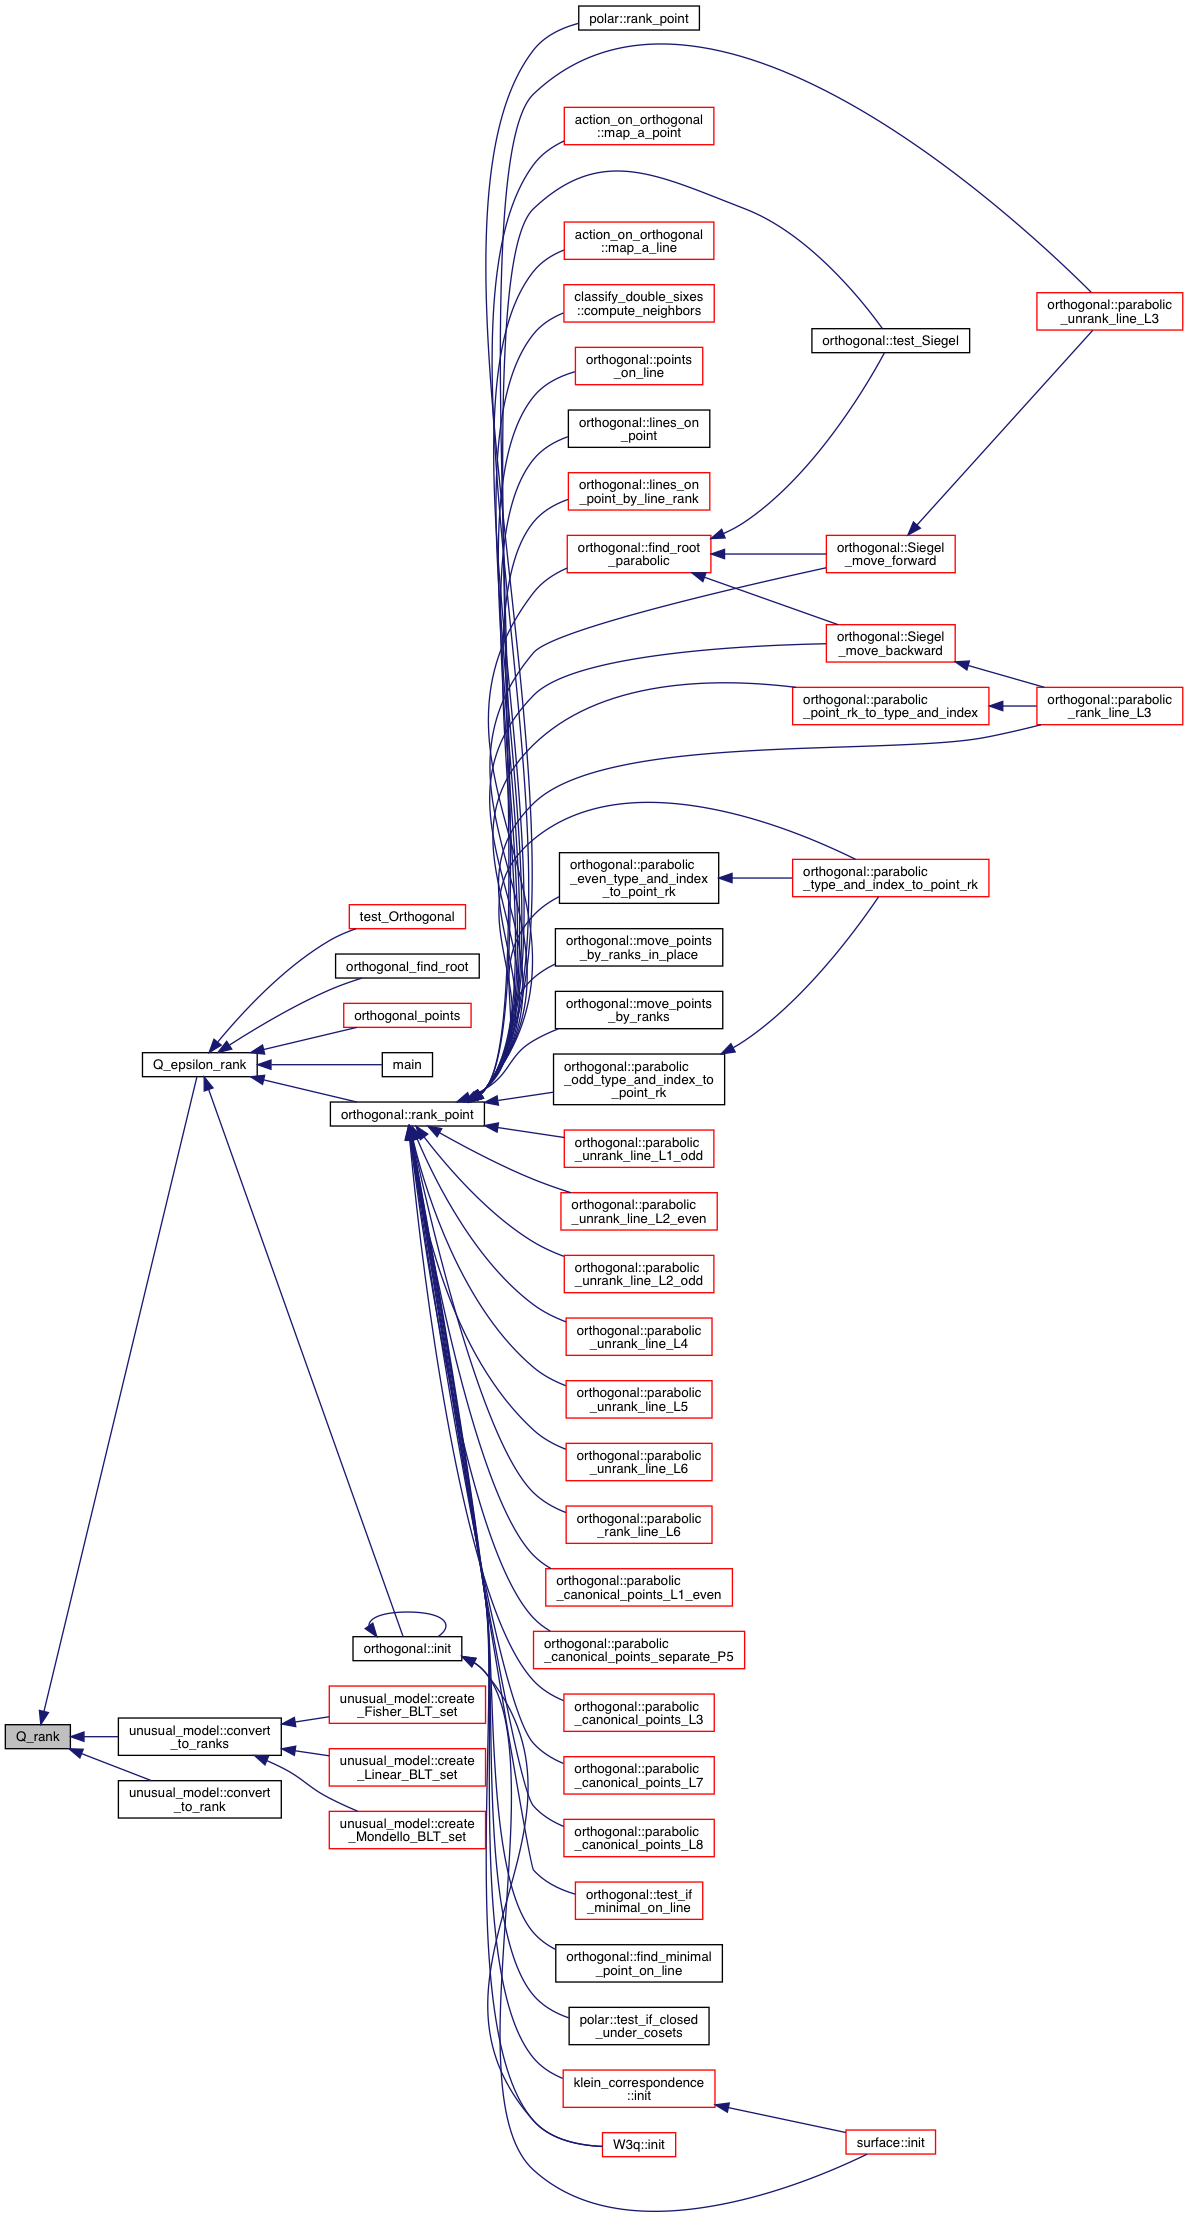 polar::rank_point
action_on_orthogonal
::map_a_point
action_on_orthogonal
::map_a_line
classify_double_sixes
::compute_neighbors
orthogonal::parabolic
_unrank_line_L3
orthogonal::test_Siegel
orthogonal::points
_on_line
orthogonal::lines_on
_point
orthogonal::lines_on
_point_by_line_rank
orthogonal::find_root
_parabolic
orthogonal::Siegel
_move_forward
orthogonal::Siegel
_move_backward
orthogonal::parabolic
_point_rk_to_type_and_index
orthogonal::parabolic
_rank_line_L3
orthogonal::parabolic
_even_type_and_index
_to_point_rk
orthogonal::parabolic
_type_and_index_to_point_rk
test_Orthogonal
orthogonal::move_points
_by_ranks_in_place
orthogonal_find_root
orthogonal::move_points
_by_ranks
orthogonal_points
Q_epsilon_rank
main
orthogonal::parabolic
_odd_type_and_index_to
_point_rk
orthogonal::rank_point
orthogonal::parabolic
_unrank_line_L1_odd
orthogonal::parabolic
_unrank_line_L2_even
orthogonal::parabolic
_unrank_line_L2_odd
orthogonal::parabolic
_unrank_line_L4
orthogonal::parabolic
_unrank_line_L5
orthogonal::parabolic
_unrank_line_L6
orthogonal::parabolic
_rank_line_L6
orthogonal::parabolic
_canonical_points_L1_even
orthogonal::init
orthogonal::parabolic
_canonical_points_separate_P5
unusual_model::create
_Fisher_BLT_set
orthogonal::parabolic
_canonical_points_L3
Q_rank
unusual_model::convert
_to_ranks
unusual_model::create
_Linear_BLT_set
orthogonal::parabolic
_canonical_points_L7
unusual_model::convert
_to_rank
unusual_model::create
_Mondello_BLT_set
orthogonal::parabolic
_canonical_points_L8
orthogonal::test_if
_minimal_on_line
orthogonal::find_minimal
_point_on_line
polar::test_if_closed
_under_cosets
klein_correspondence
::init
W3q::init
surface::init